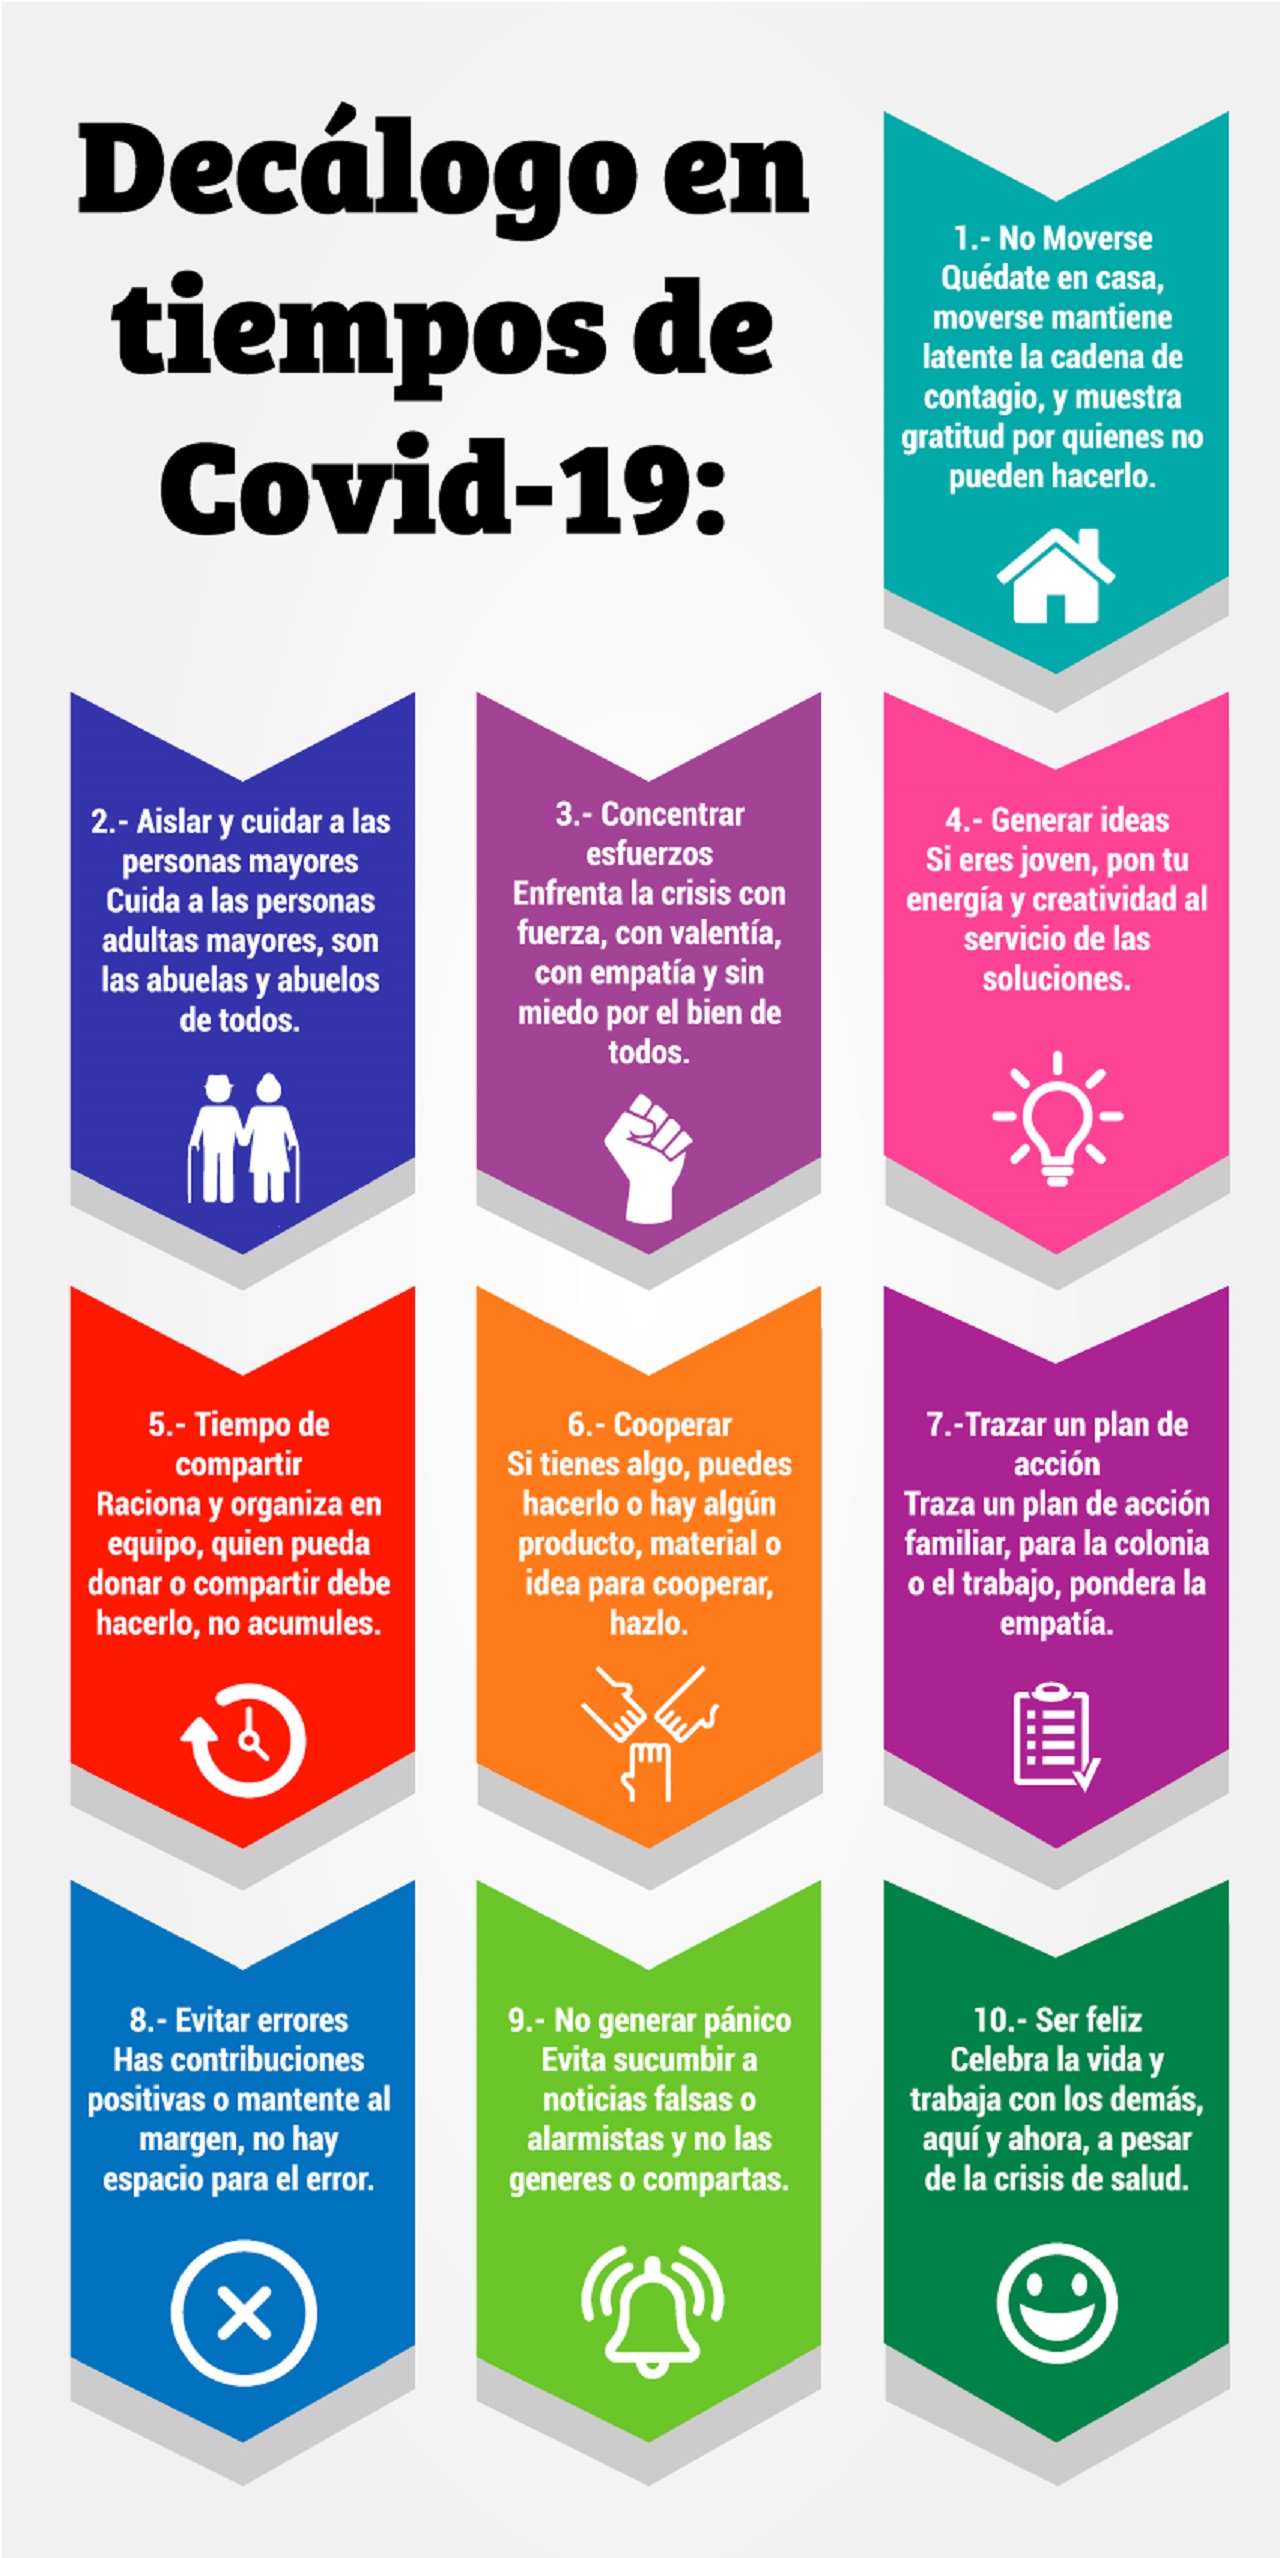 Decálogo en
tiempos de
Covid-19:
1.- No Moverse
Quédate en casa,
moverse mantiene
latente la cadena de
contagio, y muestra
gratitud por quienes no
pueden hacerlo.
2.- Aislar y cuidar a las
personas mayores
Cuida a las personas
adultas mayores, son
las abuelas y abuelos
de todos.
3.- Concentrar
esfuerzos
Enfrenta la crisis con
fuerza, con valentía,
con empatía y sin
miedo por el bien de
todos.
4.- Generar ideas
Si eres joven, pon tu
energía y creatividad al
servicio de las
soluciones.
5.- Tiempo de
compartir
Raciona y organiza en
equipo, quien pueda
donar o compartir debe
hacerlo, no acumules.
6.- Cooperar
Si tienes algo, puedes
hacerlo o hay algún
producto, material o
idea para cooperar,
hazlo.
7.-Trazar un plan de
acción
Traza un plan de acción
familiar, para la colonia
o el trabajo, pondera la
empatía.
8.- Evitar errores
Has contribuciones
positivas o mantente al
margen, no hay
espacio para el error.
9.- No generar pánico
Evita sucumbir a
noticias falsas o
alarmistas y no las
generes o compartas.
10.- Ser feliz
Celebra la vida y
trabaja con los demás,
aquí y ahora, a pesar
de la crisis de salud.